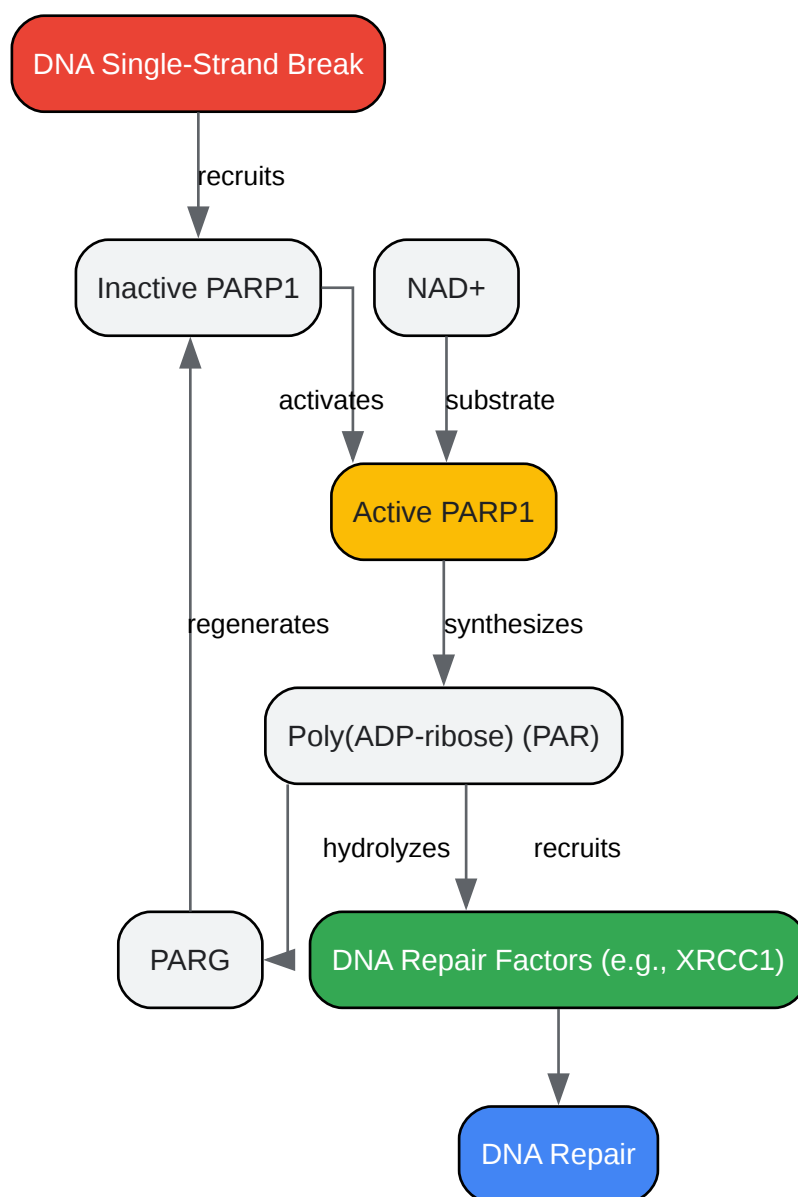 DNA Single-Strand Break
recruits
Inactive PARP1
NAD+
activates
substrate
Active PARP1
regenerates
synthesizes
Poly(ADP-ribose) (PAR)
hydrolyzes
recruits
PARG
DNA Repair Factors (e.g., XRCC1)
DNA Repair